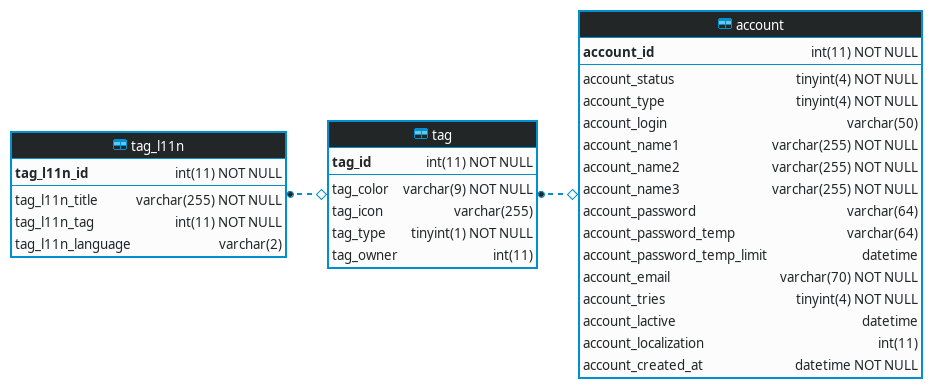 tag_l11n
tag_l11n_id int(11) NOT NULL
tag_l11n_title varchar(255) NOT NULL
tag_l11n_tag int(11) NOT NULL
tag_l11n_language varchar(2)
tag
tag_id int(11) NOT NULL
tag_color varchar(9) NOT NULL
tag_icon varchar(255)
tag_type tinyint(1) NOT NULL
tag_owner int(11)
account
account_id int(11) NOT NULL
account_status tinyint(4) NOT NULL
account_type tinyint(4) NOT NULL
account_login varchar(50)
account_name1 varchar(255) NOT NULL
account_name2 varchar(255) NOT NULL
account_name3 varchar(255) NOT NULL
account_password varchar(64)
account_password_temp varchar(64)
account_password_temp_limit datetime
account_email varchar(70) NOT NULL
account_tries tinyint(4) NOT NULL
account_lactive datetime
account_localization int(11)
account_created_at datetime NOT NULL